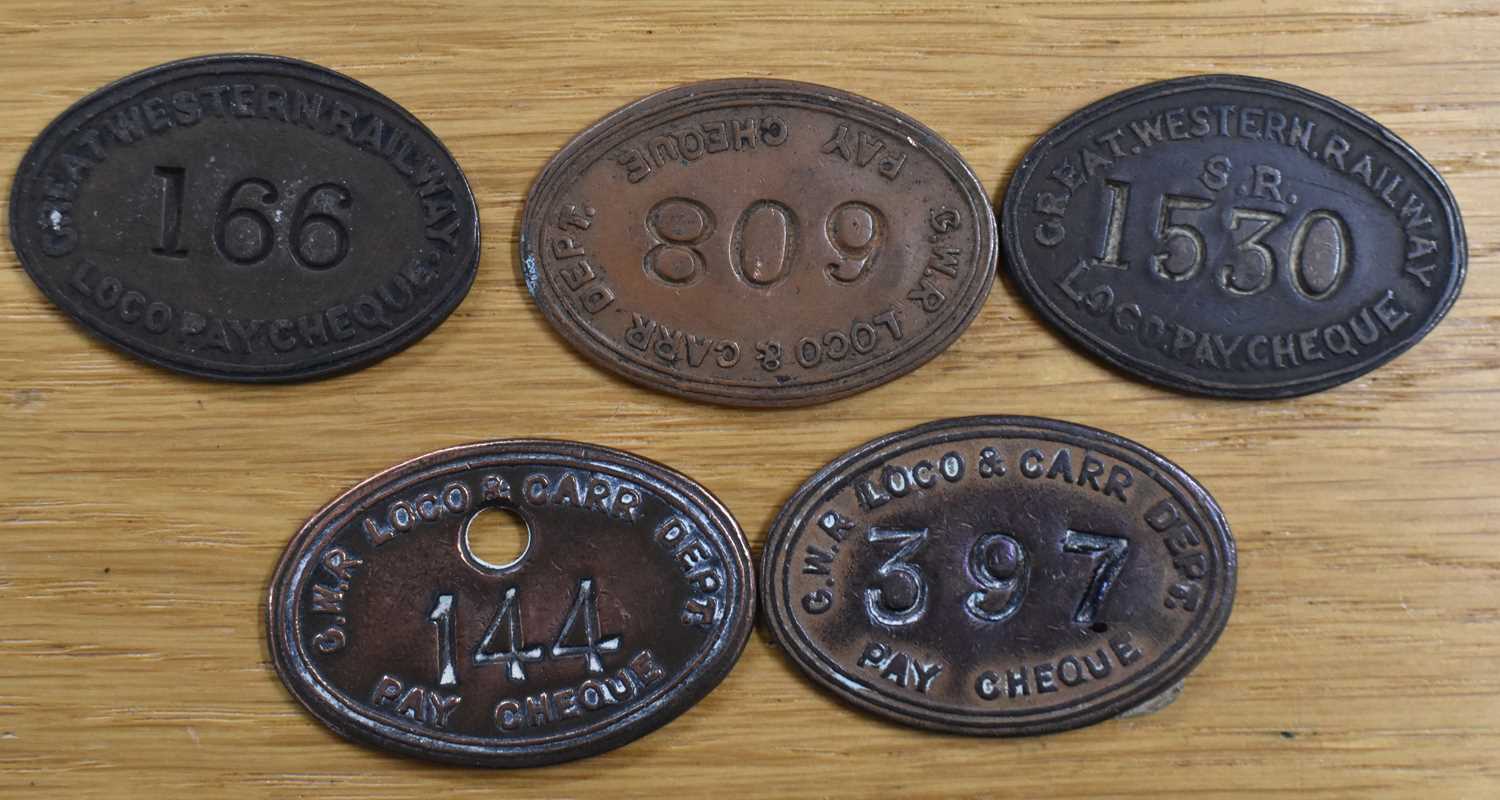 GREAT.WESTERN.RAILWAY.
166
LOCO PAY CHEQUE
G.W.R LOCO & CARR DEPT.
608
PAY CHEQUE
GREAT.WESTERN.RAILWAY
S.R.
1530
LOCO.PAY.CHEQUE
G.W.R LOCO & CARR DEPT.
144
PAY CHEQUE
G.W.R LOCO & CARR DEPT.
397
PAY CHEQUE